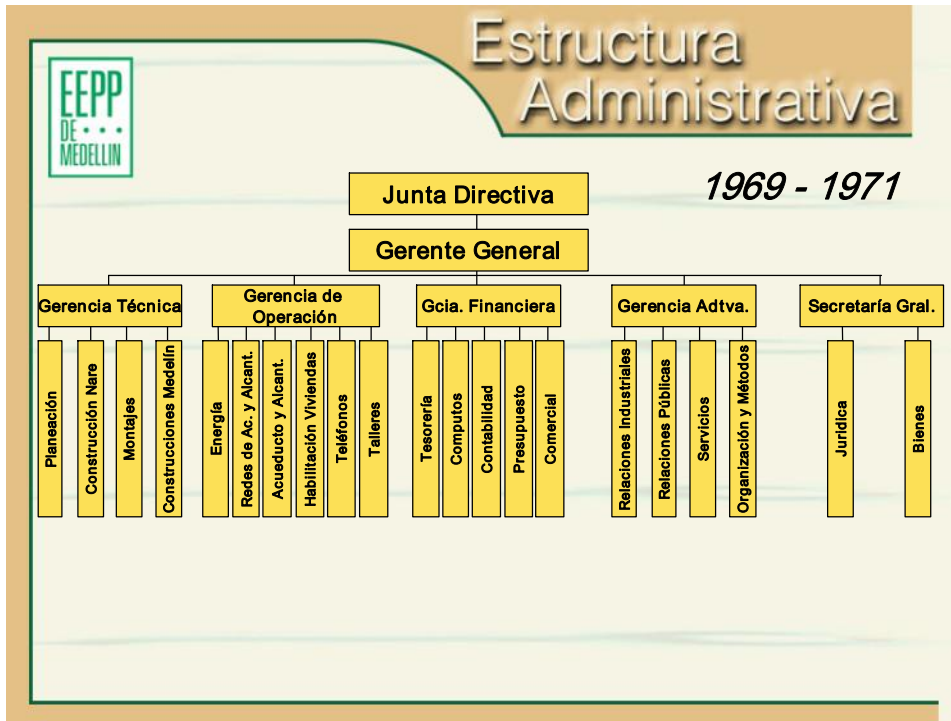 Estructura
Administrativa
EEPP
DE
MEDELLIN
1969 - 1971
Junta Directiva
Gerente General
Gerencia Técnica
Gerencia de
Operación
Gcia. Financiera
Gerencia Adtva.
Secretaría Gral.
Planeación
Construcción Nare
Montajes
Construcciones Medelín
Energía
Redes de Ac. y Alcant.
Acueducto y Alcant.
Habilitación Viviendas
Teléfonos
Talleres
Tesorería
Computos
Contabilidad
Presupuesto
Comercial
Relaciones Industriales
Relaciones Públicas
Servicios
Organización y Métodos
Juridica
Bienes